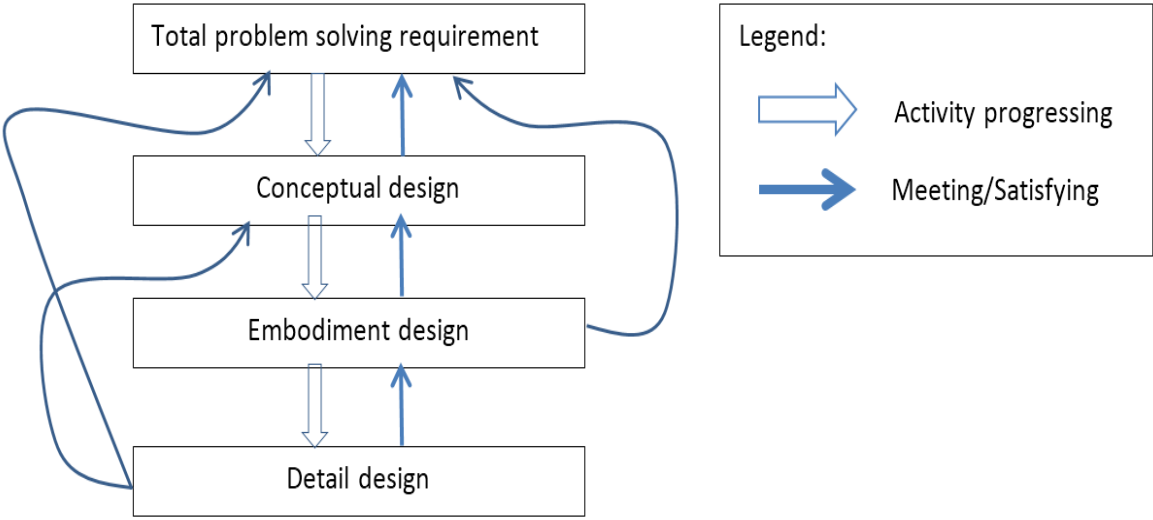 Total problem solving requirement
Conceptual design
Embodiment design
Detail design
Legend:
Activity progressing
Meeting/Satisfying